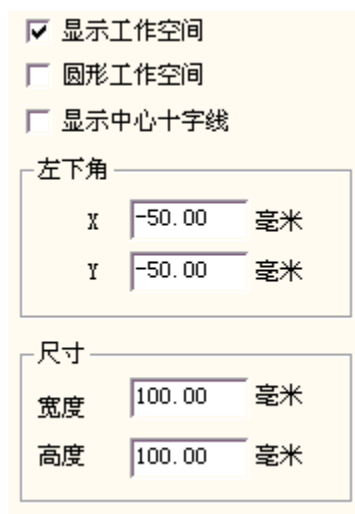 显示工作空间
圆形工作空间
显示中心十字线
左下角
X -50.00 毫米
Y -50.00 毫米
尺寸
宽度 100.00 毫米
高度 100.00 毫米